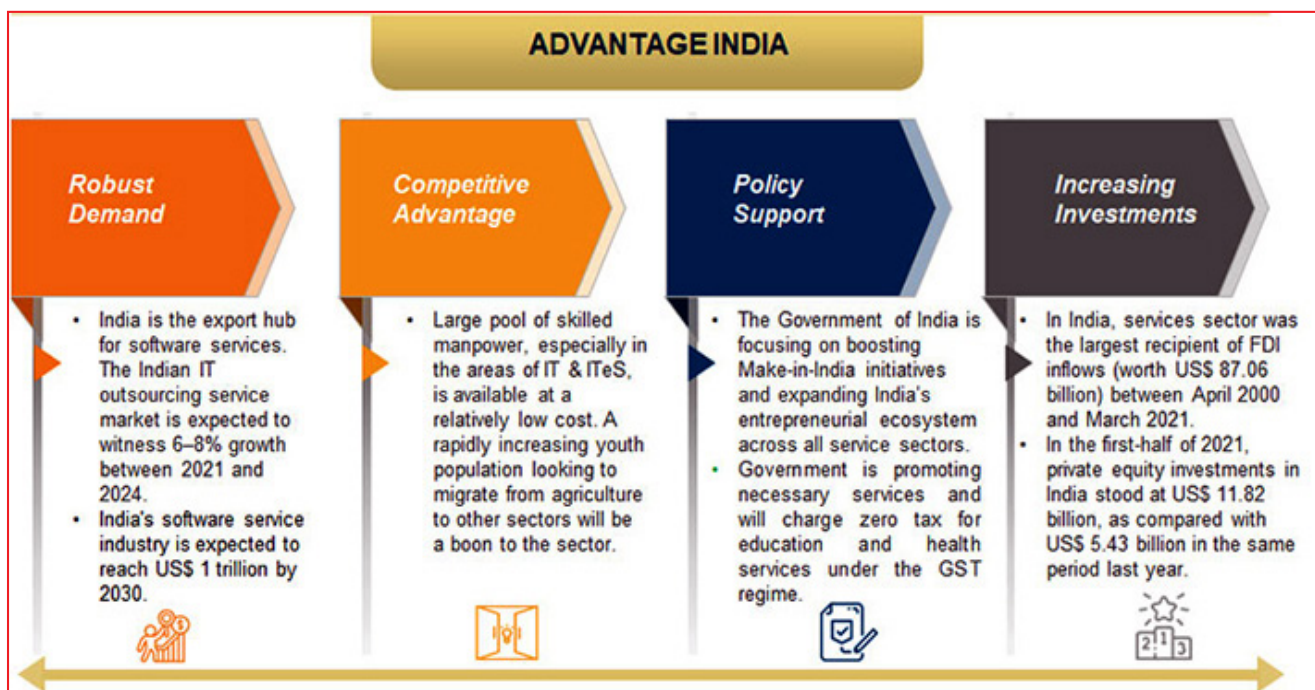 ADVANTAGE INDIA
Robust
Demand
• India is the export hub
for software services.
The Indian IT
outsourcing service
market is expected to
witness 6–8% growth
between 2021 and
2024.
• India's software service
industry is expected to
reach US$ 1 trillion by
2030.
Competitive
Advantage
• Large pool of skilled
manpower, especially in
the areas of IT & ITeS,
is available at a
relatively low cost. A
rapidly increasing youth
population looking to
migrate from agriculture
to other sectors will be
a boon to the sector.
Policy
Support
• The Government of India is
focusing on boosting
Make-in-India initiatives
and expanding India's
entrepreneurial ecosystem
across all service sectors.
• Government is promoting
necessary services and
will charge zero tax for
education and health
services under the GST
regime.
Increasing
Investments
• In India, services sector was
the largest recipient of FDI
inflows (worth US$ 87.06
billion) between April 2000
and March 2021.
• In the first-half of 2021,
private equity investments in
India stood at US$ 11.82
billion, as compared with
US$ 5.43 billion in the same
period last year.
$
2 1 3